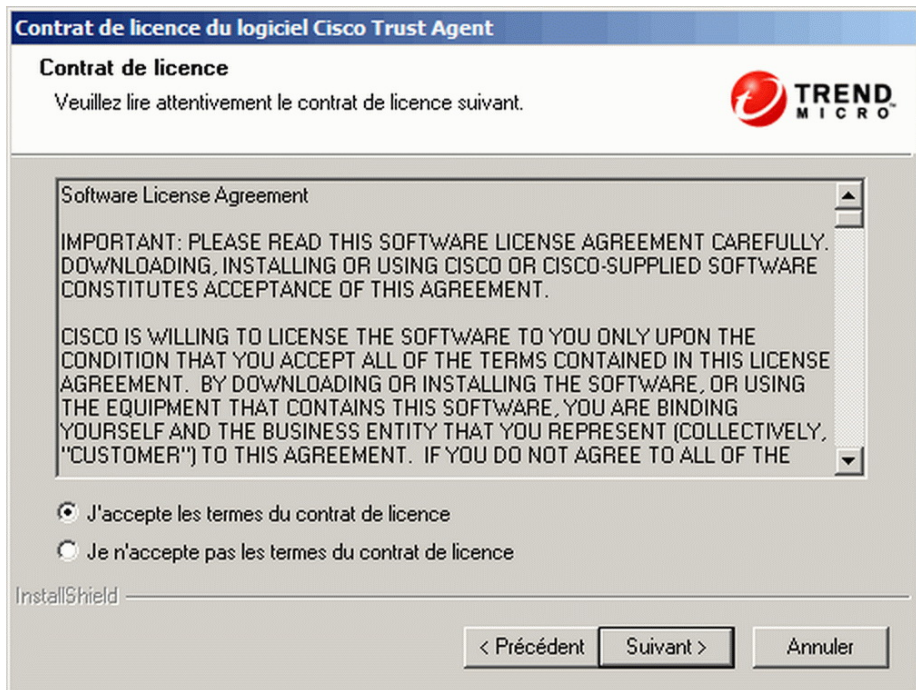 Contrat de licence du logiciel Cisco Trust Agent
Contrat de licence
Veuillez lire attentivement le contrat de licence suivant.
TREND
MICRO
Software License Agreement
IMPORTANT: PLEASE READ THIS SOFTWARE LICENSE AGREEMENT CAREFULLY.
DOWNLOADING, INSTALLING OR USING CISCO OR CISCO-SUPPLIED SOFTWARE
CONSTITUTES ACCEPTANCE OF THIS AGREEMENT.
CISCO IS WILLING TO LICENSE THE SOFTWARE TO YOU ONLY UPON THE
CONDITION THAT YOU ACCEPT ALL OF THE TERMS CONTAINED IN THIS LICENSE
AGREEMENT.  BY DOWNLOADING OR INSTALLING THE SOFTWARE, OR USING
THE EQUIPMENT THAT CONTAINS THIS SOFTWARE, YOU ARE BINDING
YOURSELF AND THE BUSINESS ENTITY THAT YOU REPRESENT (COLLECTIVELY,
"CUSTOMER") TO THIS AGREEMENT.  IF YOU DO NOT AGREE TO ALL OF THE
J'accepte les termes du contrat de licence
Je n'accepte pas les termes du contrat de licence
InstallShield
< Précédent
Suivant >
Annuler